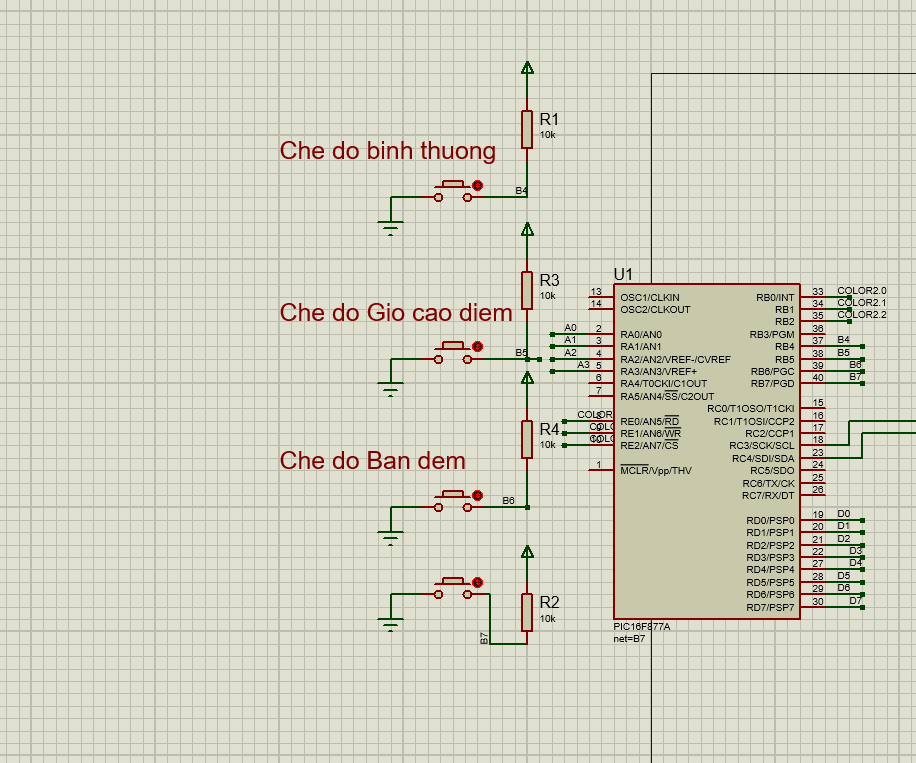 R1
10k
Che do binh thuong
B4
R3
10k
Che do Gio cao diem
B5
R4
10k
Che do Ban dem
B6
R2
10k
B7
U1
13 OSC1/CLKIN
14 OSC2/CLKOUT
A0 2 RA0/AN0
A1 3 RA1/AN1
A2 4 RA2/AN2/VREF-/CVREF
A3 5 RA3/AN3/VREF+
6 RA4/T0CKI/C1OUT
7 RA5/AN4/SS/C2OUT
COLOR 8 RE0/AN5/RD
9 RE1/AN6/WR
10 RE2/AN7/CS
1 MCLR/Vpp/THV
RB0/INT 33 COLOR2.0
RB1 34 COLOR2.1
RB2 35 COLOR2.2
RB3/PGM 36
RB4 37 B4
RB5 38 B5
RB6/PGC 39 B6
RB7/PGD 40 B7
RC0/T1OSO/T1CKI 15
RC1/T1OSI/CCP2 16
RC2/CCP1 17
RC3/SCK/SCL 18
RC4/SDI/SDA 23
RC5/SDO 24
RC6/TX/CK 25
RC7/RX/DT 26
RD0/PSP0 19 D0
RD1/PSP1 20 D1
RD2/PSP2 21 D2
RD3/PSP3 22 D3
RD4/PSP4 27 D4
RD5/PSP5 28 D5
RD6/PSP6 29 D6
RD7/PSP7 30 D7
PIC16F877A
net=B7